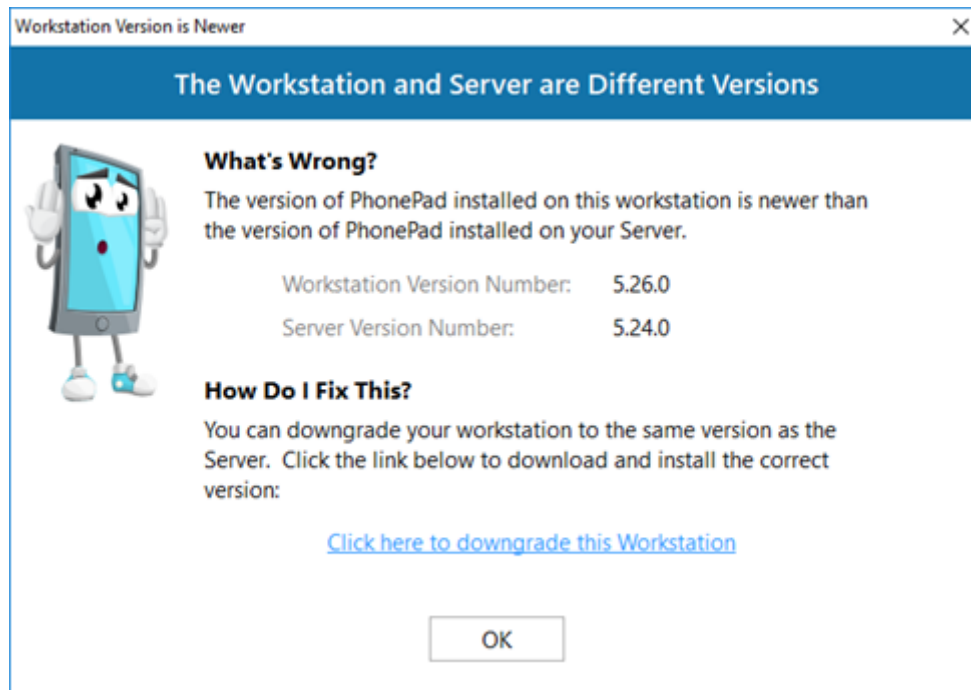 Workstation Version is Newer
The Workstation and Server are Different Versions
What's Wrong?
The version of PhonePad installed on this workstation is newer than
the version of PhonePad installed on your Server.
Workstation Version Number: 5.26.0
Server Version Number: 5.24.0
How Do I Fix This?
You can downgrade your workstation to the same version as the
Server. Click the link below to download and install the correct
version:
Click here to downgrade this Workstation
OK